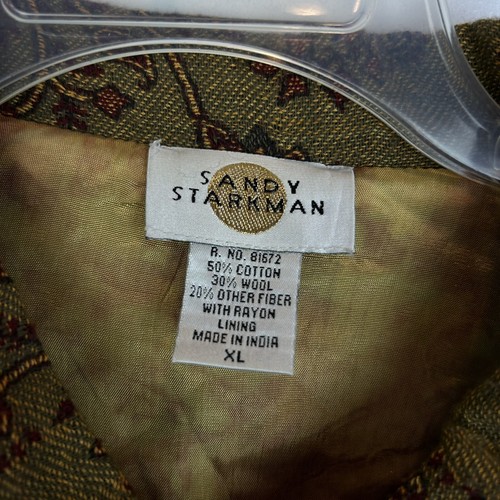 SANDY
STARKMAN
R. NO. 81672
50% COTTON
30% WOOL
20% OTHER FIBER
WITH RAYON
LINING
MADE IN INDIA
XL